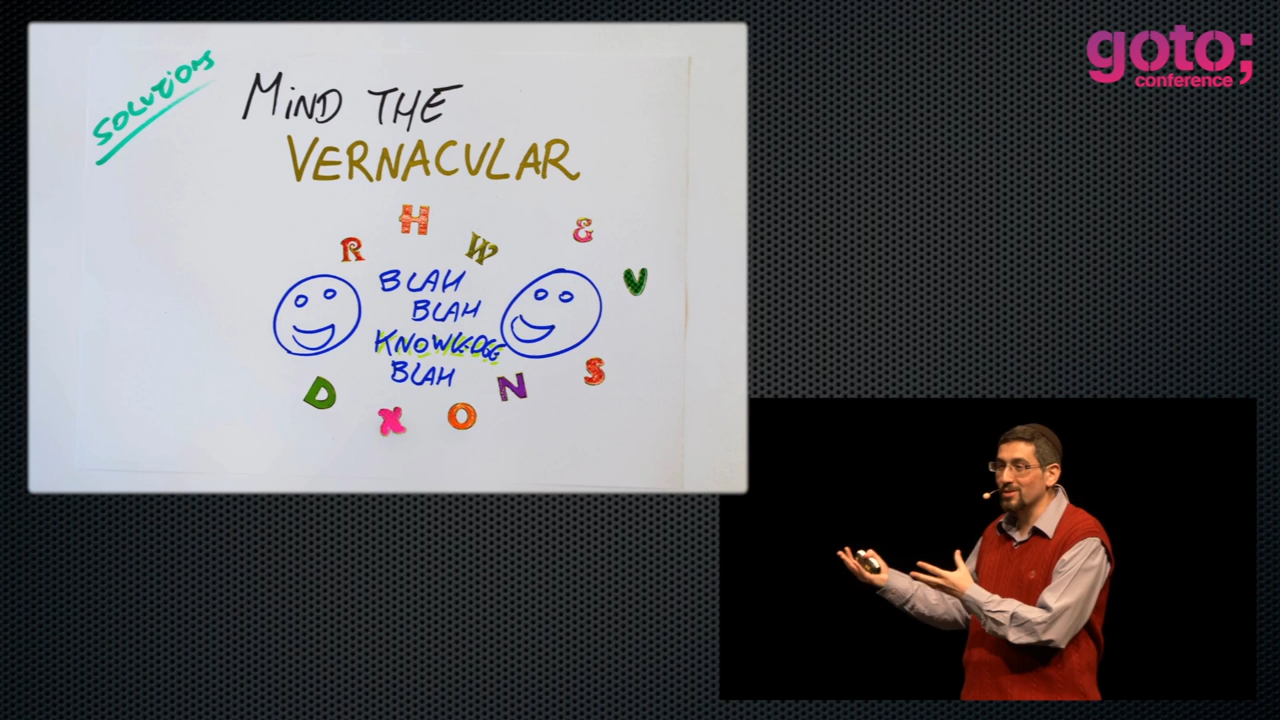 SOLUTIONS
MIND THE
VERNACULAR
H
&
R
W
V
BLAH
BLAH
KNOWLEDGE
BLAH
S
D
N
X
O
goto;
conference